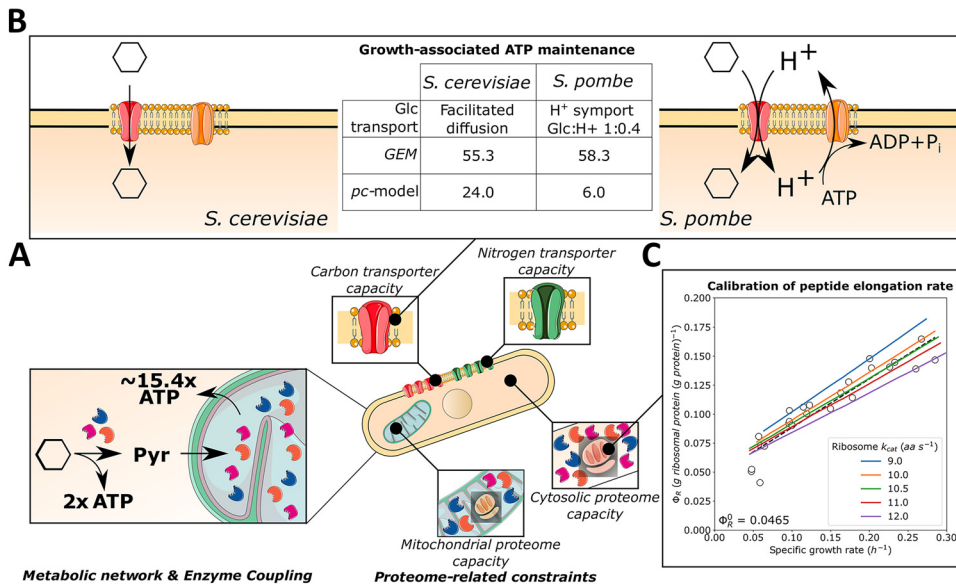 B
Growth-associated ATP maintenance
S. cerevisiae S. pombe
Glc transport Facilitated diffusion H+ symport Glc:H+ 1:0.4
GEM 55.3 58.3
pc-model 24.0 6.0
S. cerevisiae
H+
H+
ADP+Pi
ATP
S. pombe
A
Carbon transporter
capacity
Nitrogen transporter
capacity
~15.4x
ATP
Pyr
2x ATP
Cytosolic proteome
capacity
Mitochondrial proteome
capacity
Metabolic network & Enzyme Coupling
Proteome-related constraints
C
Calibration of peptide elongation rate
ΦR (g ribosomal protein (g protein)−1)
0.200
0.175
0.150
0.125
0.100
0.075
0.050
0.025
0.000
Ribosome kcat (aa s−1)
9.0
10.0
10.5
11.0
12.0
Φ0R = 0.0465
0.00 0.05 0.10 0.15 0.20 0.25 0.30
Specific growth rate (h−1)